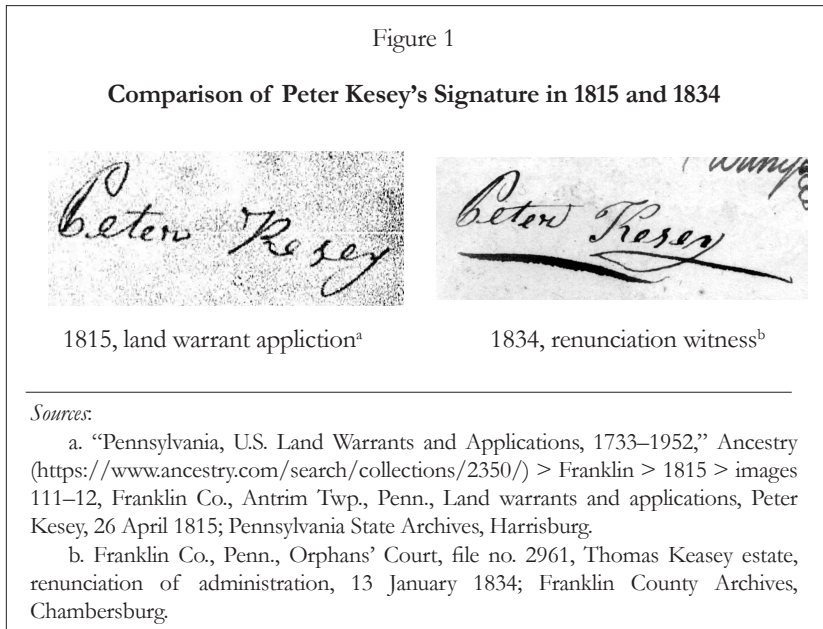 Figure 1
Comparison of Peter Kesey’s Signature in 1815 and 1834
Peter Kesey
Peter Kesey
1815, land warrant applictionᵃ
1834, renunciation witnessᵇ
Sources:
a. “Pennsylvania, U.S. Land Warrants and Applications, 1733–1952,” Ancestry
(https://www.ancestry.com/search/collections/2350/) > Franklin > 1815 > images
111–12, Franklin Co., Antrim Twp., Penn., Land warrants and applications, Peter
Kesey, 26 April 1815; Pennsylvania State Archives, Harrisburg.
b. Franklin Co., Penn., Orphans’ Court, file no. 2961, Thomas Keasey estate,
renunciation of administration, 13 January 1834; Franklin County Archives,
Chambersburg.